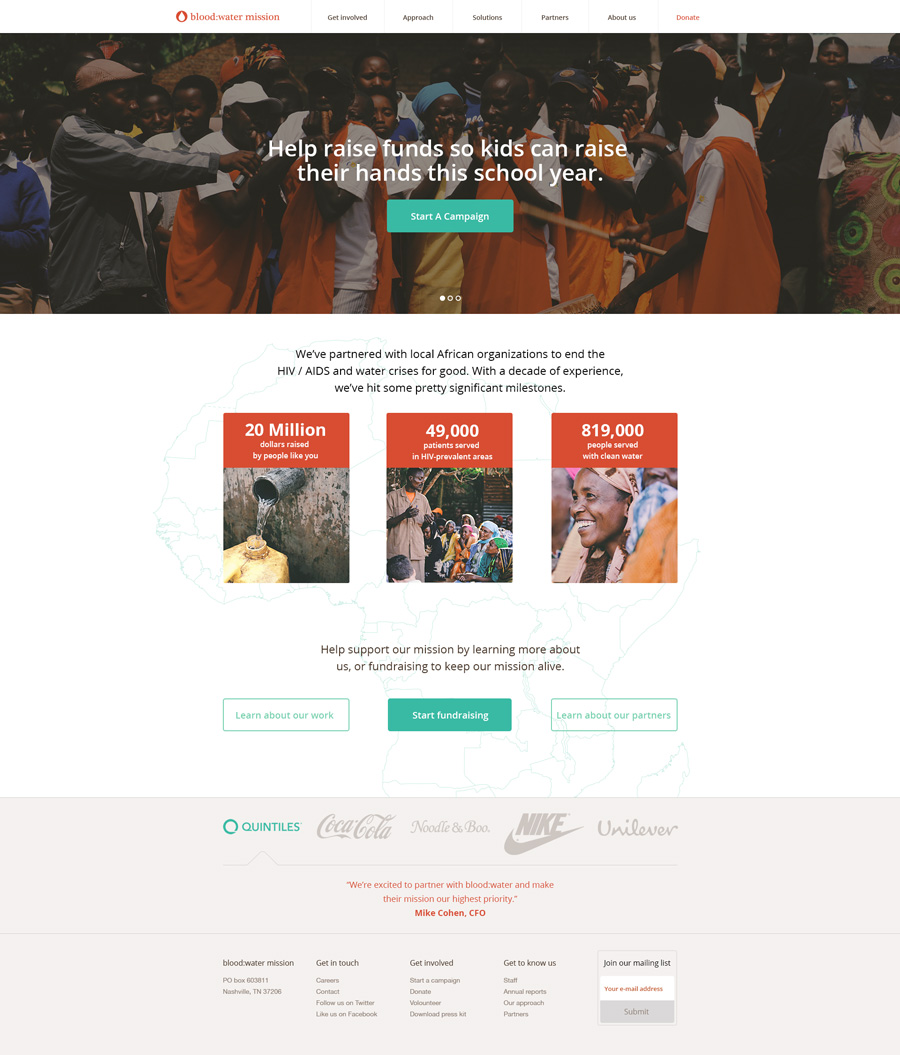 blood:water mission
Get involved
Approach
Solutions
Partners
About us
Donate
Help raise funds so kids can raise
their hands this school year.
Start A Campaign
We've partnered with local African organizations to end the
HIV / AIDS and water crises for good. With a decade of experience,
we've hit some pretty significant milestones.
20 Million
dollars raised
by people like you
49,000
patients served
in HIV-prevalent areas
819,000
people served
with clean water
Help support our mission by learning more about
us, or fundraising to keep our mission alive.
Learn about our work
Start fundraising
Learn about our partners
QUINTILES
Coca-Cola
Noodle & Boo.
NIKE
Unilever
“We're excited to partner with blood:water and make
their mission our highest priority.”
Mike Cohen, CFO
blood:water mission
PO box 603811
Nashville, TN 37206
Get in touch
Careers
Contact
Follow us on Twitter
Like us on Facebook
Get involved
Start a campaign
Donate
Volounteer
Download press kit
Get to know us
Staff
Annual reports
Our approach
Partners
Join our mailing list
Your e-mail address
Submit